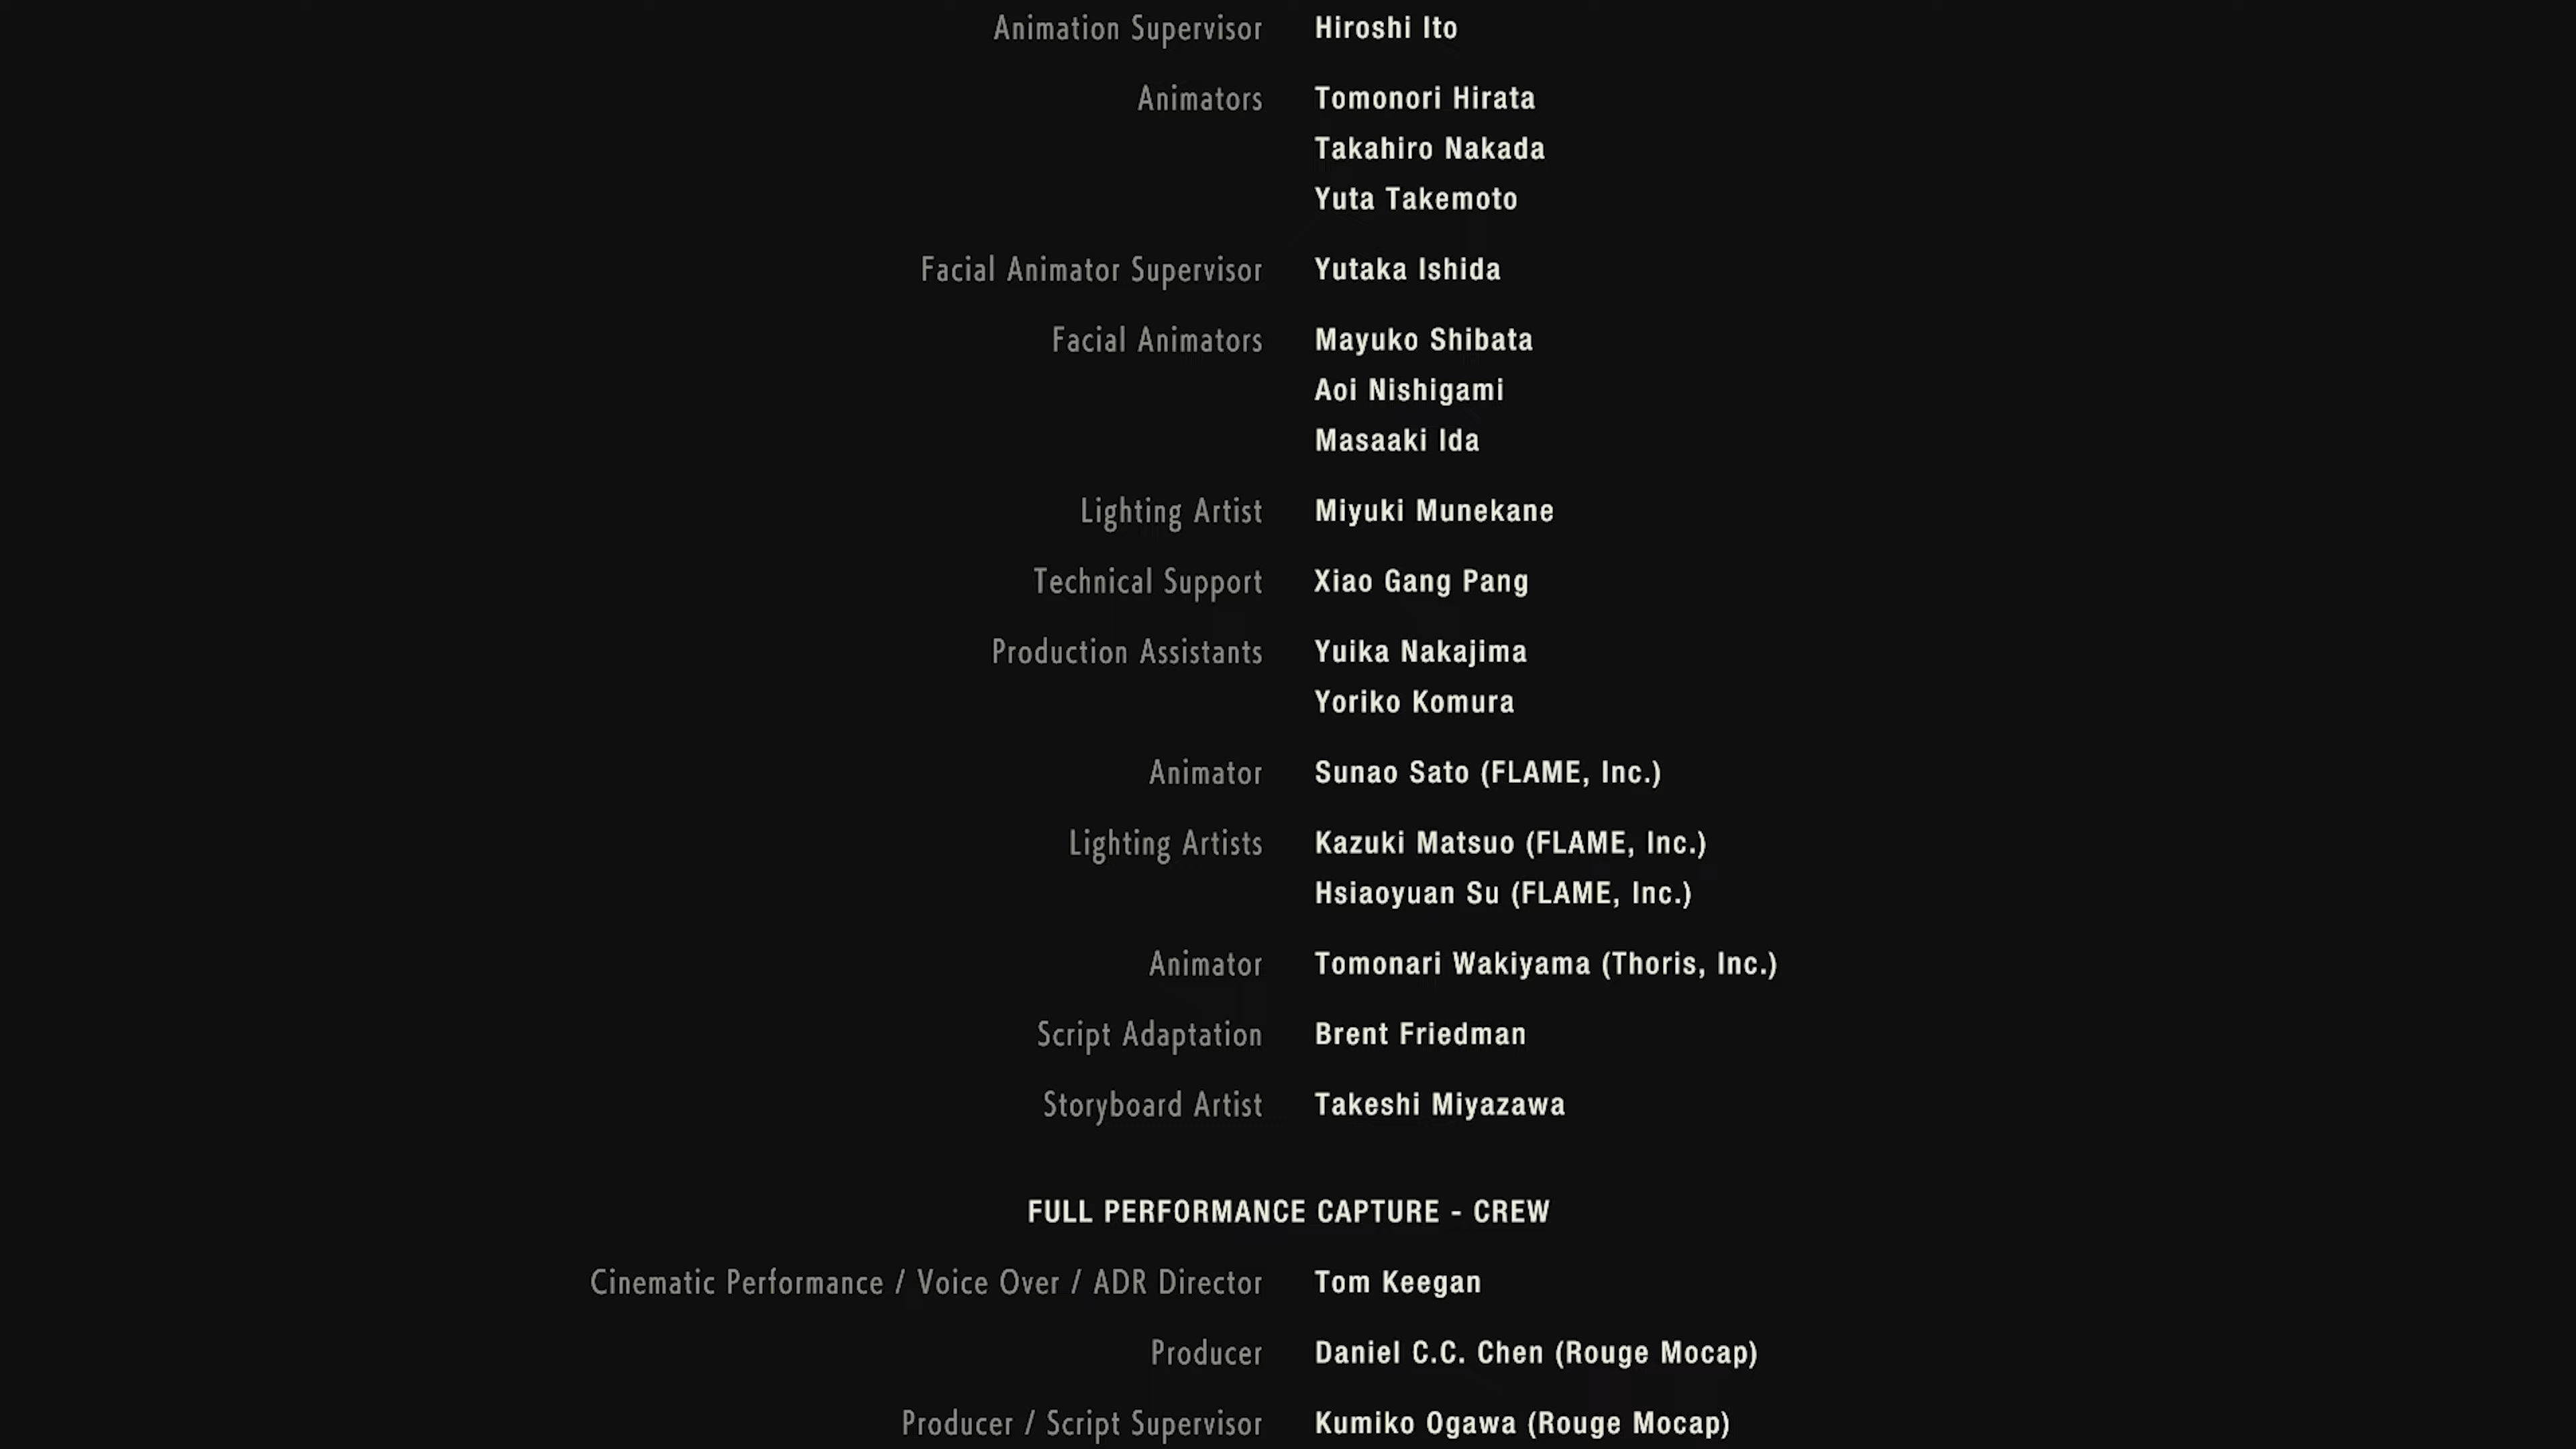 Animation Supervisor Hiroshi Ito
Animators Tomonori Hirata
Takahiro Nakada
Yuta Takemoto
Facial Animator Supervisor Yutaka Ishida
Facial Animators Mayuko Shibata
Aoi Nishigami
Masaaki Ida
Lighting Artist Miyuki Munekane
Technical Support Xiao Gang Pang
Production Assistants Yuika Nakajima
Yoriko Komura
Animator Sunao Sato (FLAME, Inc.)
Lighting Artists Kazuki Matsuo (FLAME, Inc.)
Hsiaoyuan Su (FLAME, Inc.)
Animator Tomonari Wakiyama (Thoris, Inc.)
Script Adaptation Brent Friedman
Storyboard Artist Takeshi Miyazawa
FULL PERFORMANCE CAPTURE - CREW
Cinematic Performance / Voice Over / ADR Director Tom Keegan
Producer Daniel C.C. Chen (Rouge Mocap)
Producer / Script Supervisor Kumiko Ogawa (Rouge Mocap)